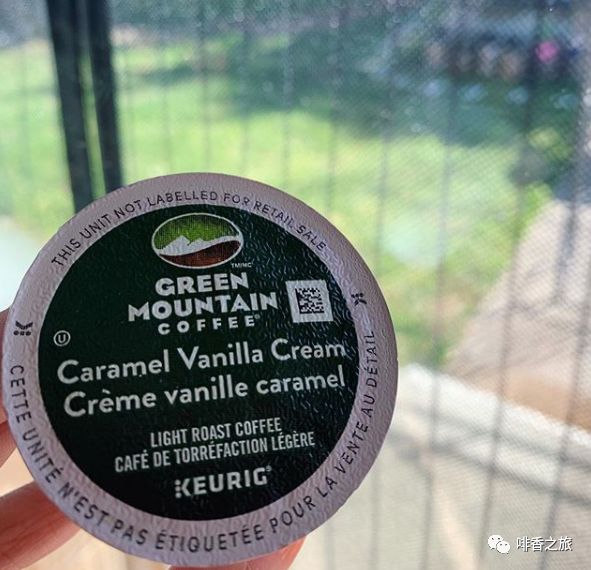 THIS UNIT NOT LABELLED FOR RETAIL SALE
TM/MC
GREEN
MOUNTAIN
COFFEE®
U
Caramel Vanilla Cream
Crème vanille caramel
LIGHT ROAST COFFEE
CAFÉ DE TORRÉFACTION LÉGÈRE
KEURIG®
CETTE UNITÉ N'EST PAS ÉTIQUETÉE POUR LA VENTE AU DÉTAIL
啡香之旅